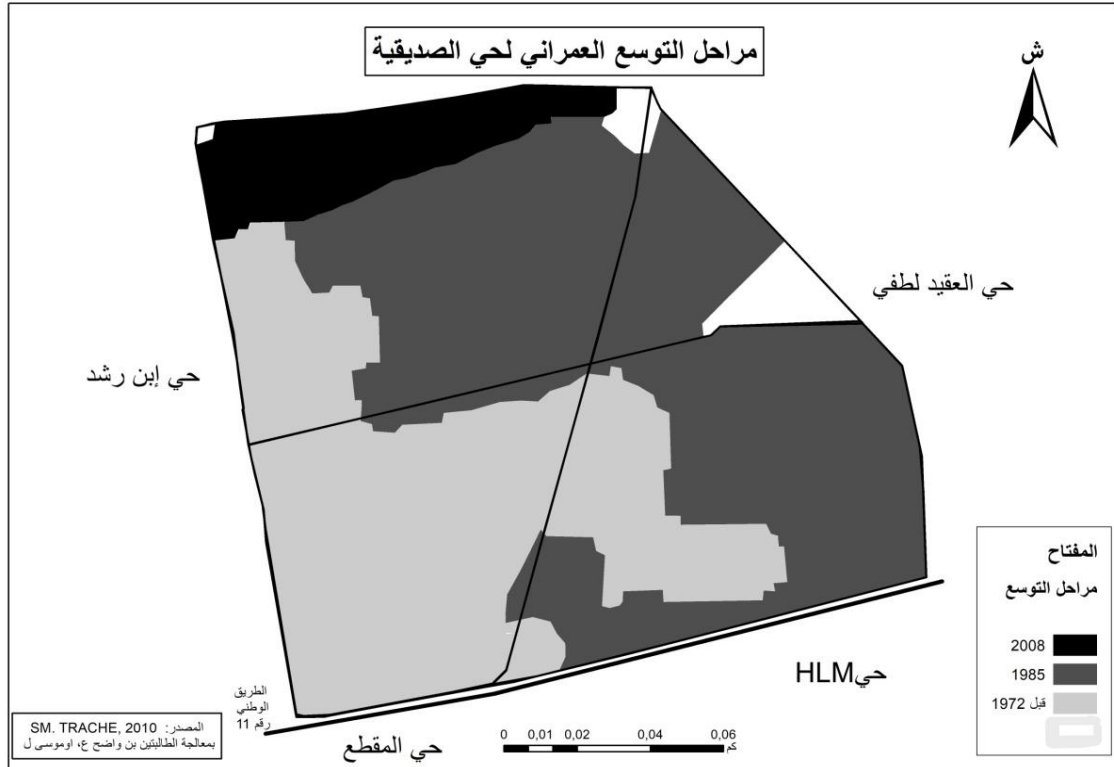 مراحل التوسع العمراني لحي الصديقية
ش
حي العقيد لطفي
حي إبن رشد
المفتاح
مراحل التوسع
2008
1985
قبل 1972
حيHLM
الطريق
الوطني
رقم 11
حي المقطع
0 0,01 0,02 0,04 0,06
كم
المصدر: SM. TRACHE, 2010
بمعالجة الطالبتين بن واضح ع، اوموسى ل